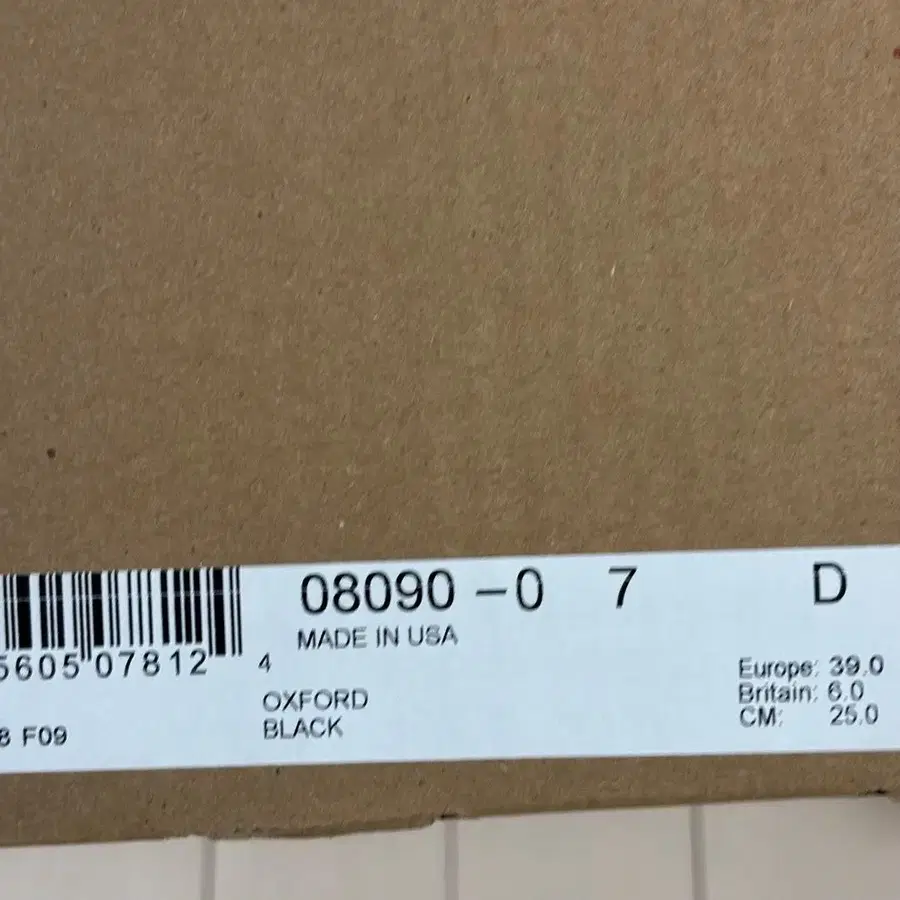 08090 -0 7 D
MADE IN USA
5605 07812 4
OXFORD
BLACK
8 F09
Europe: 39.0
Britain: 6.0
CM: 25.0